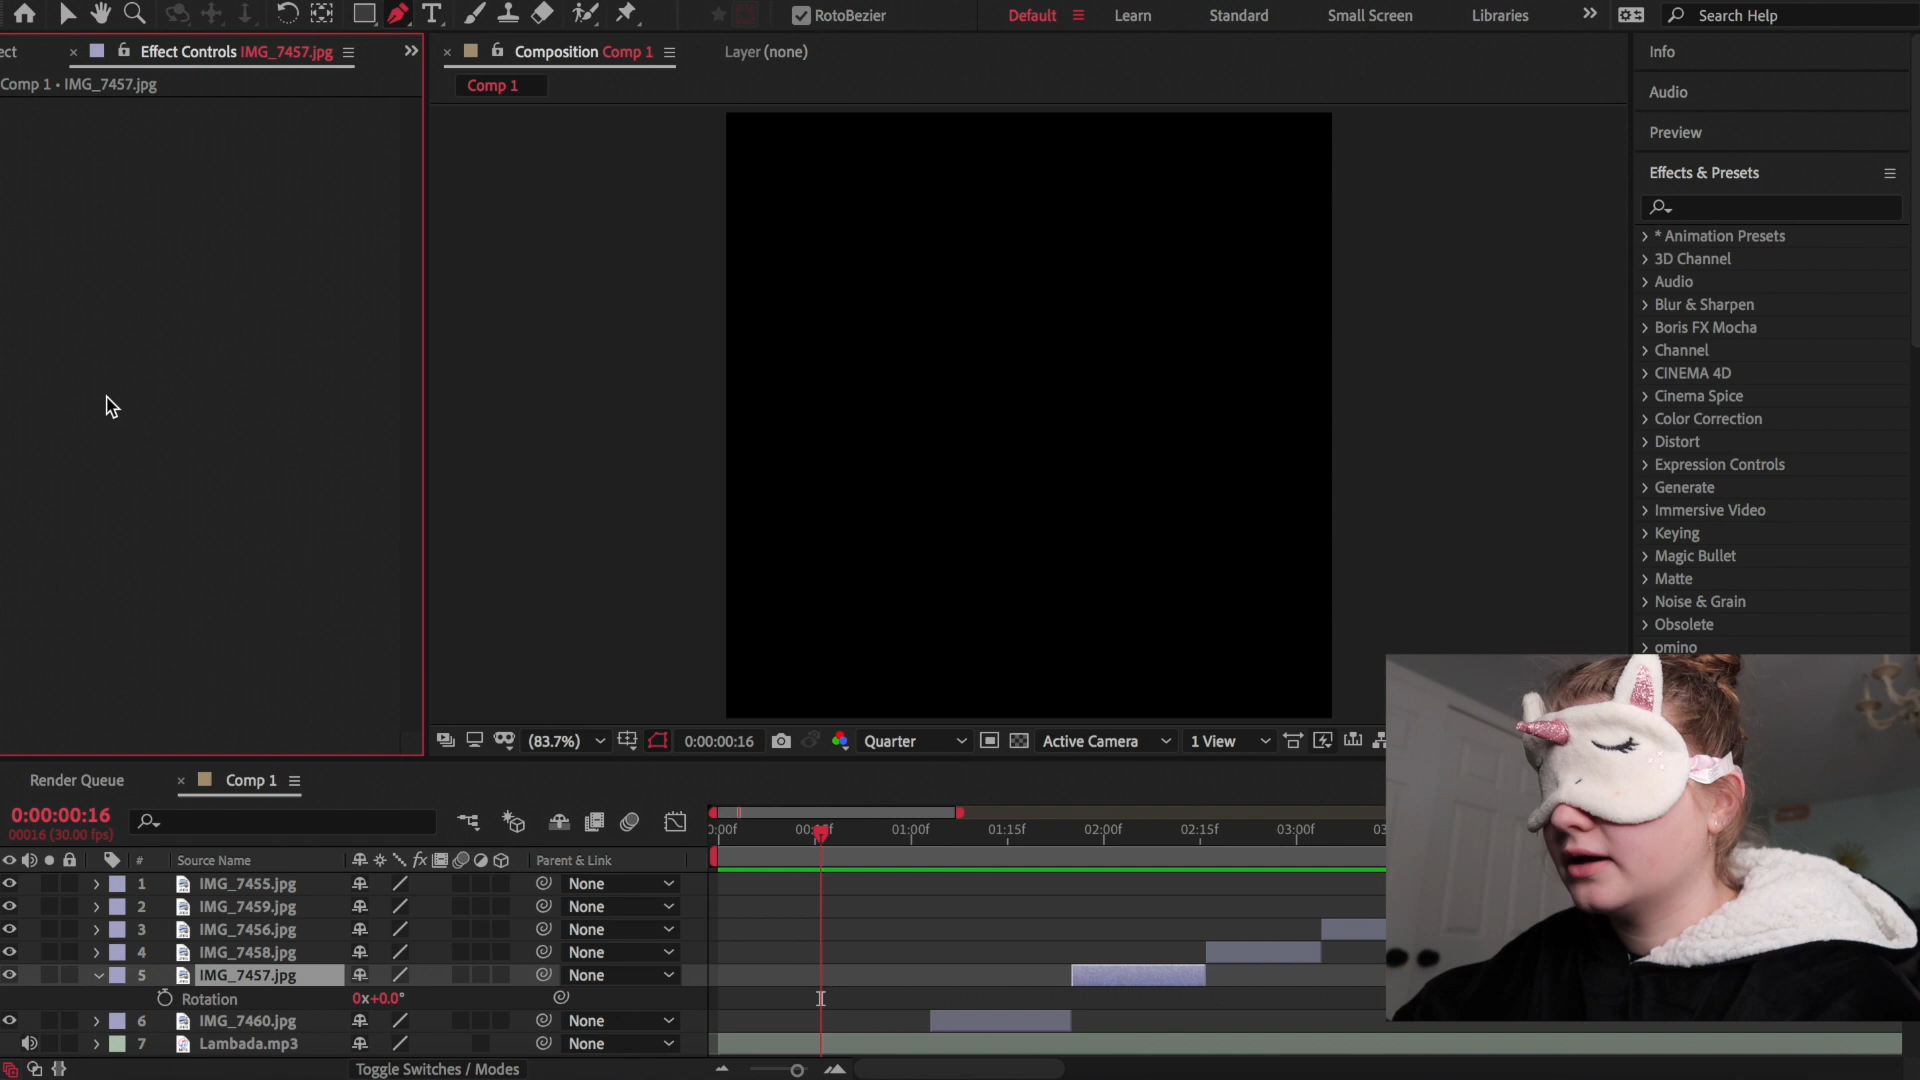 RotoBezier
Default
Learn
Standard
Small Screen
Libraries
Search Help
ect
Effect Controls IMG_7457.jpg
Composition Comp 1
Layer (none)
Info
Comp 1 • IMG_7457.jpg
Comp 1
Audio
Preview
Effects & Presets
* Animation Presets
3D Channel
Audio
Blur & Sharpen
Boris FX Mocha
Channel
CINEMA 4D
Cinema Spice
Color Correction
Distort
Expression Controls
Generate
Immersive Video
Keying
Magic Bullet
Matte
Noise & Grain
Obsolete
omino
(83.7%)
0:00:00:16
Quarter
Active Camera
1 View
Render Queue
Comp 1
0:00:00:16
00016 (30.00 fps)
01:00f
01:15f
02:00f
02:15f
03:00f
# Source Name
Parent & Link
1 IMG_7455.jpg None
2 IMG_7459.jpg None
3 IMG_7456.jpg None
4 IMG_7458.jpg None
5 IMG_7457.jpg None
Rotation 0x+0.0°
6 IMG_7460.jpg None
7 Lambada.mp3 None
Toggle Switches / Modes